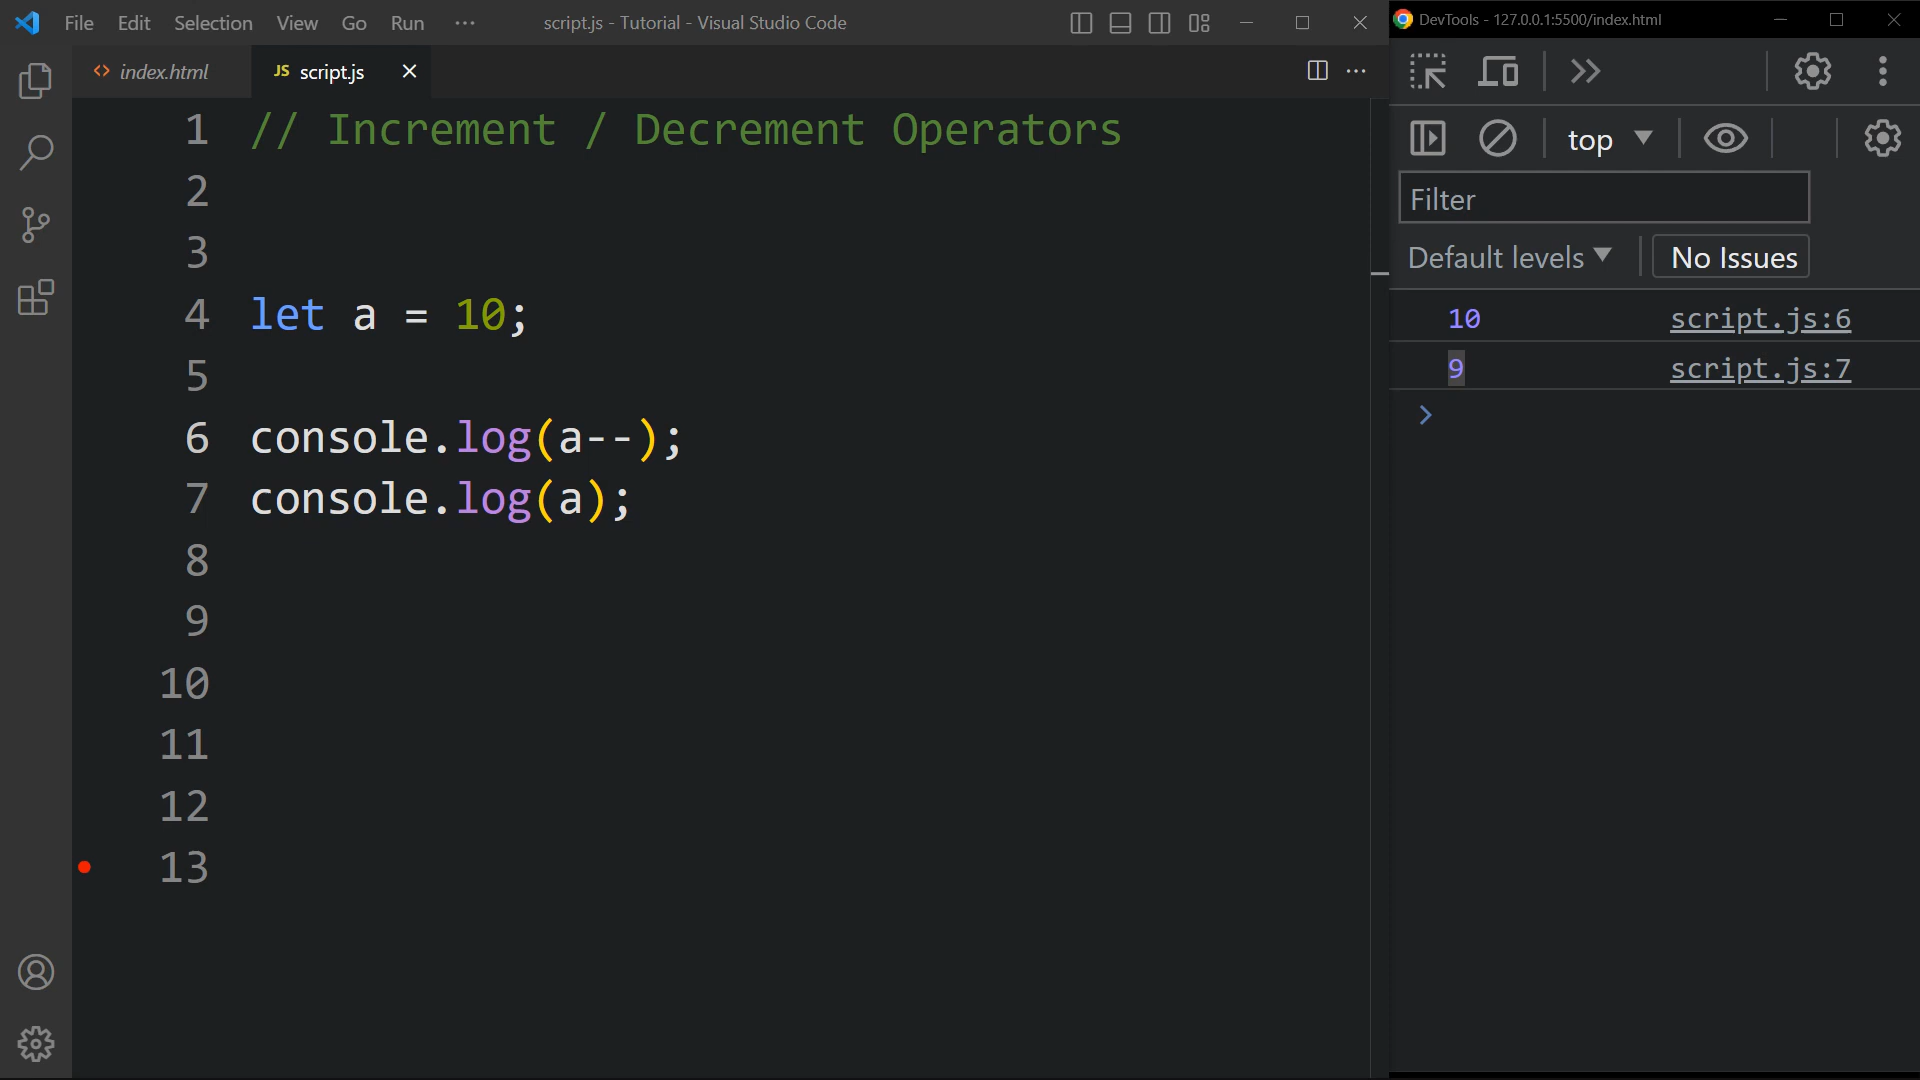 File Edit Selection View Go Run ··· script.js - Tutorial - Visual Studio Code
index.html JS script.js
1 // Increment / Decrement Operators
2
3
4 let a = 10;
5
6 console.log(a--);
7 console.log(a);
8
9
10
11
12
13
DevTools - 127.0.0.1:5500/index.html
top
Filter
Default levels No Issues
10 script.js:6
9 script.js:7